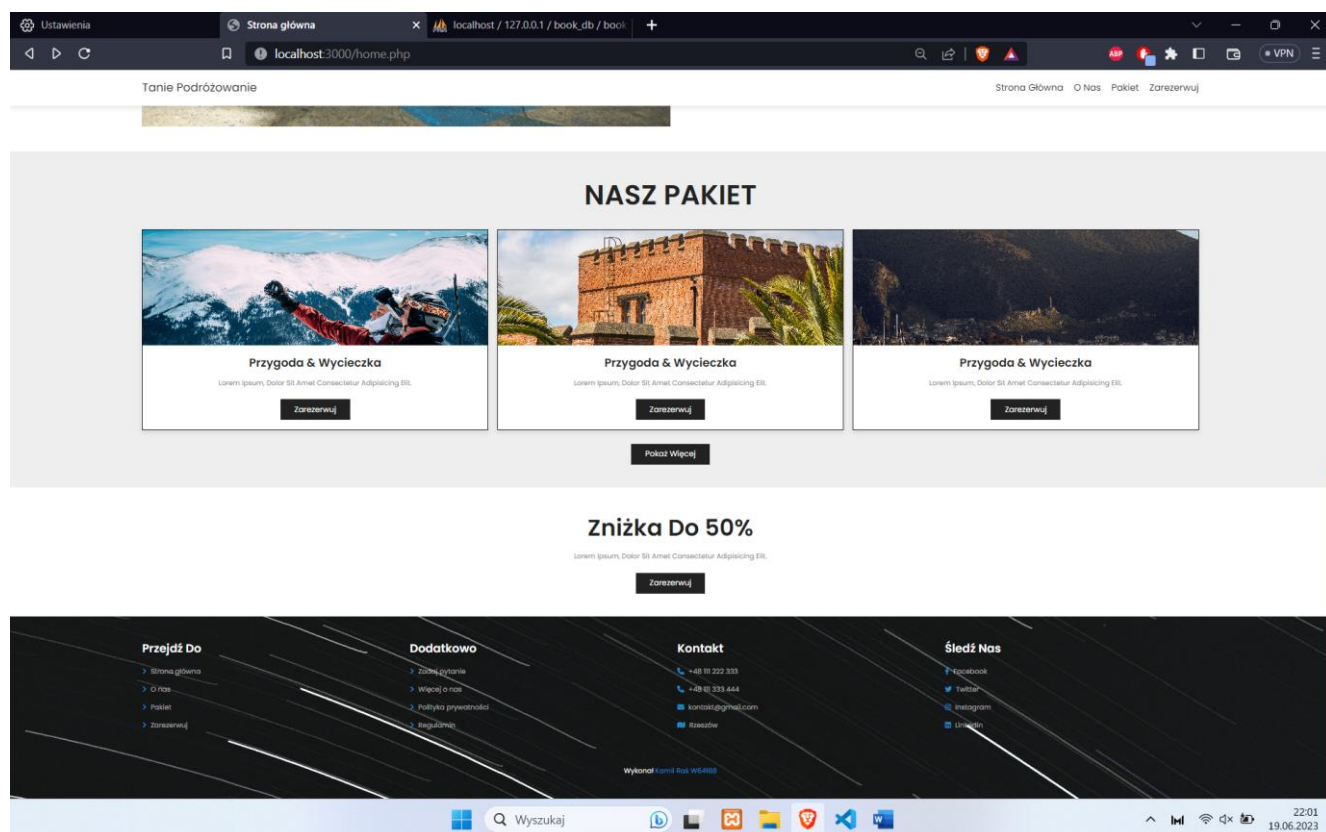 Ustawienia
Strona główna
localhost / 127.0.0.1 / book_db / book
localhost:3000/home.php
ABP
VPN
Tanie Podróżowanie
Strona Główna O Nas Pakiet Zarezerwuj
NASZ PAKIET
Przygoda & Wycieczka
Lorem Ipsum, Dolor Sit Amet Consectetur Adipisicing Elit.
Zarezerwuj
Przygoda & Wycieczka
Lorem Ipsum, Dolor Sit Amet Consectetur Adipisicing Elit.
Zarezerwuj
Przygoda & Wycieczka
Lorem Ipsum, Dolor Sit Amet Consectetur Adipisicing Elit.
Zarezerwuj
Pokaż Więcej
Zniżka Do 50%
Lorem Ipsum, Dolor Sit Amet Consectetur Adipisicing Elit.
Zarezerwuj
Przejdź Do
Strona główna
O nas
Pakiet
Zarezerwuj
Dodatkowo
Zadaj pytanie
Więcej o nas
Polityka prywatności
Regulamin
Kontakt
+48 111 222 333
+48 111 333 444
kontakt@gmail.com
Rzeszów
Śledź Nas
Facebook
Twitter
Instagram
LinkedIn
Wykonał Kamil Raś W64188
Wyszukaj
22:01
19.06.2023